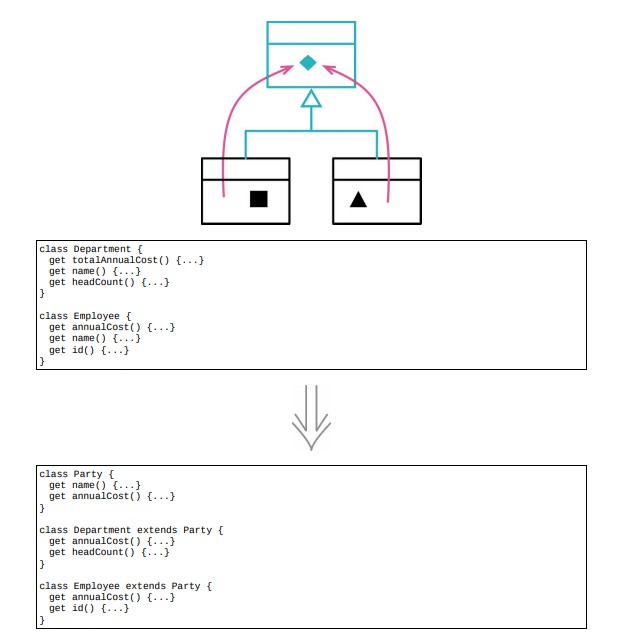 class Department {
  get totalAnnualCost() {...}
  get name() {...}
  get headCount() {...}
}

class Employee {
  get annualCost() {...}
  get name() {...}
  get id() {...}
}

class Party {
  get name() {...}
  get annualCost() {...}
}

class Department extends Party {
  get annualCost() {...}
  get headCount() {...}
}

class Employee extends Party {
  get annualCost() {...}
  get id() {...}
}